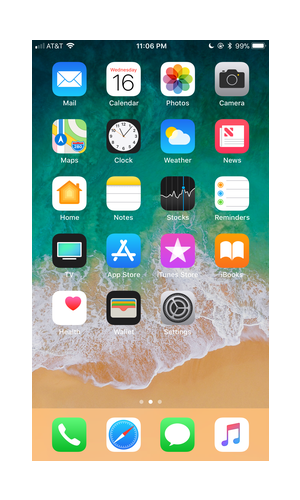 AT&T 11:06 PM 99%
Wednesday
16
Mail Calendar Photos Camera
280
Maps Clock Weather News
Home Notes Stocks Reminders
tv
TV App Store iTunes Store iBooks
Health Wallet Settings